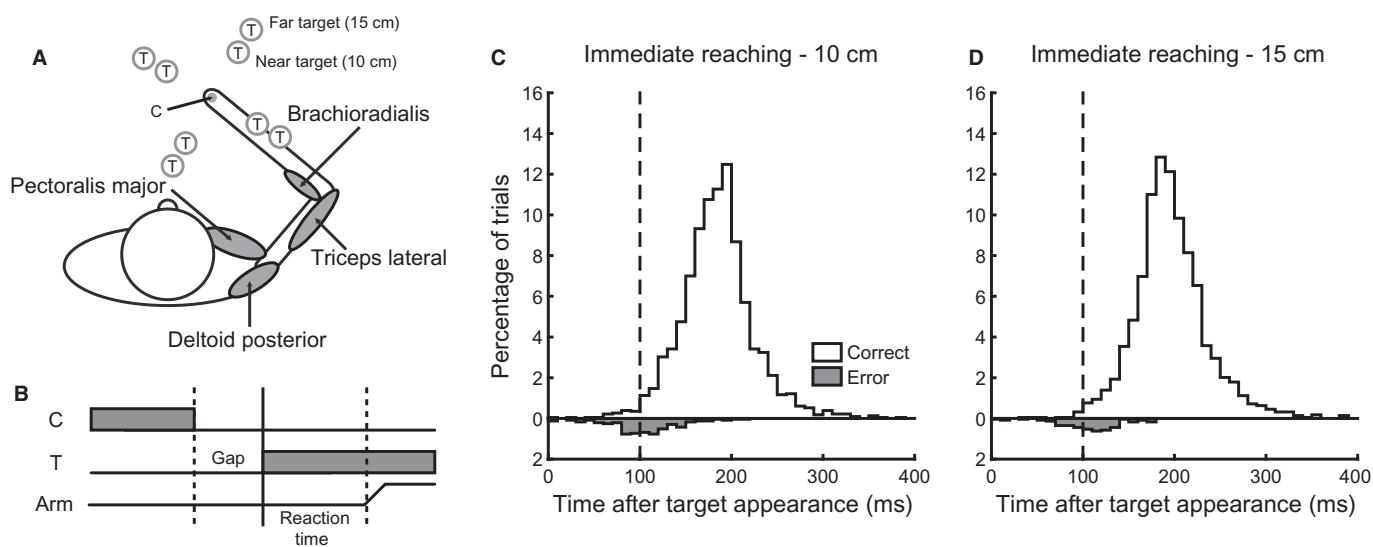 A
T
Far target (15 cm)
T
Near target (10 cm)
T
T
C
T
T
Brachioradialis
T
T
Pectoralis major
Triceps lateral
Deltoid posterior
B
C
Gap
T
Arm
Reaction
time
C
Immediate reaching - 10 cm
Percentage of trials
16
14
12
10
8
6
4
2
0
2
Correct
Error
0
100
200
300
400
Time after target appearance (ms)
D
Immediate reaching - 15 cm
16
14
12
10
8
6
4
2
0
2
0
100
200
300
400
Time after target appearance (ms)